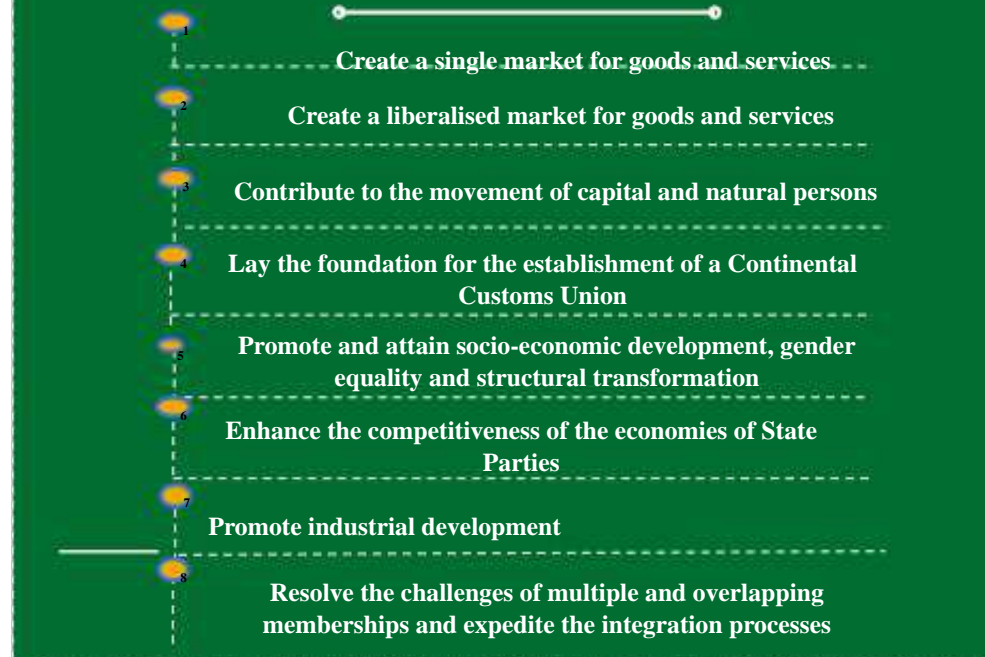 1
Create a single market for goods and services
2
Create a liberalised market for goods and services
3
Contribute to the movement of capital and natural persons
4
Lay the foundation for the establishment of a Continental
Customs Union
5
Promote and attain socio-economic development, gender
equality and structural transformation
6
Enhance the competitiveness of the economies of State
Parties
7
Promote industrial development
8
Resolve the challenges of multiple and overlapping
memberships and expedite the integration processes